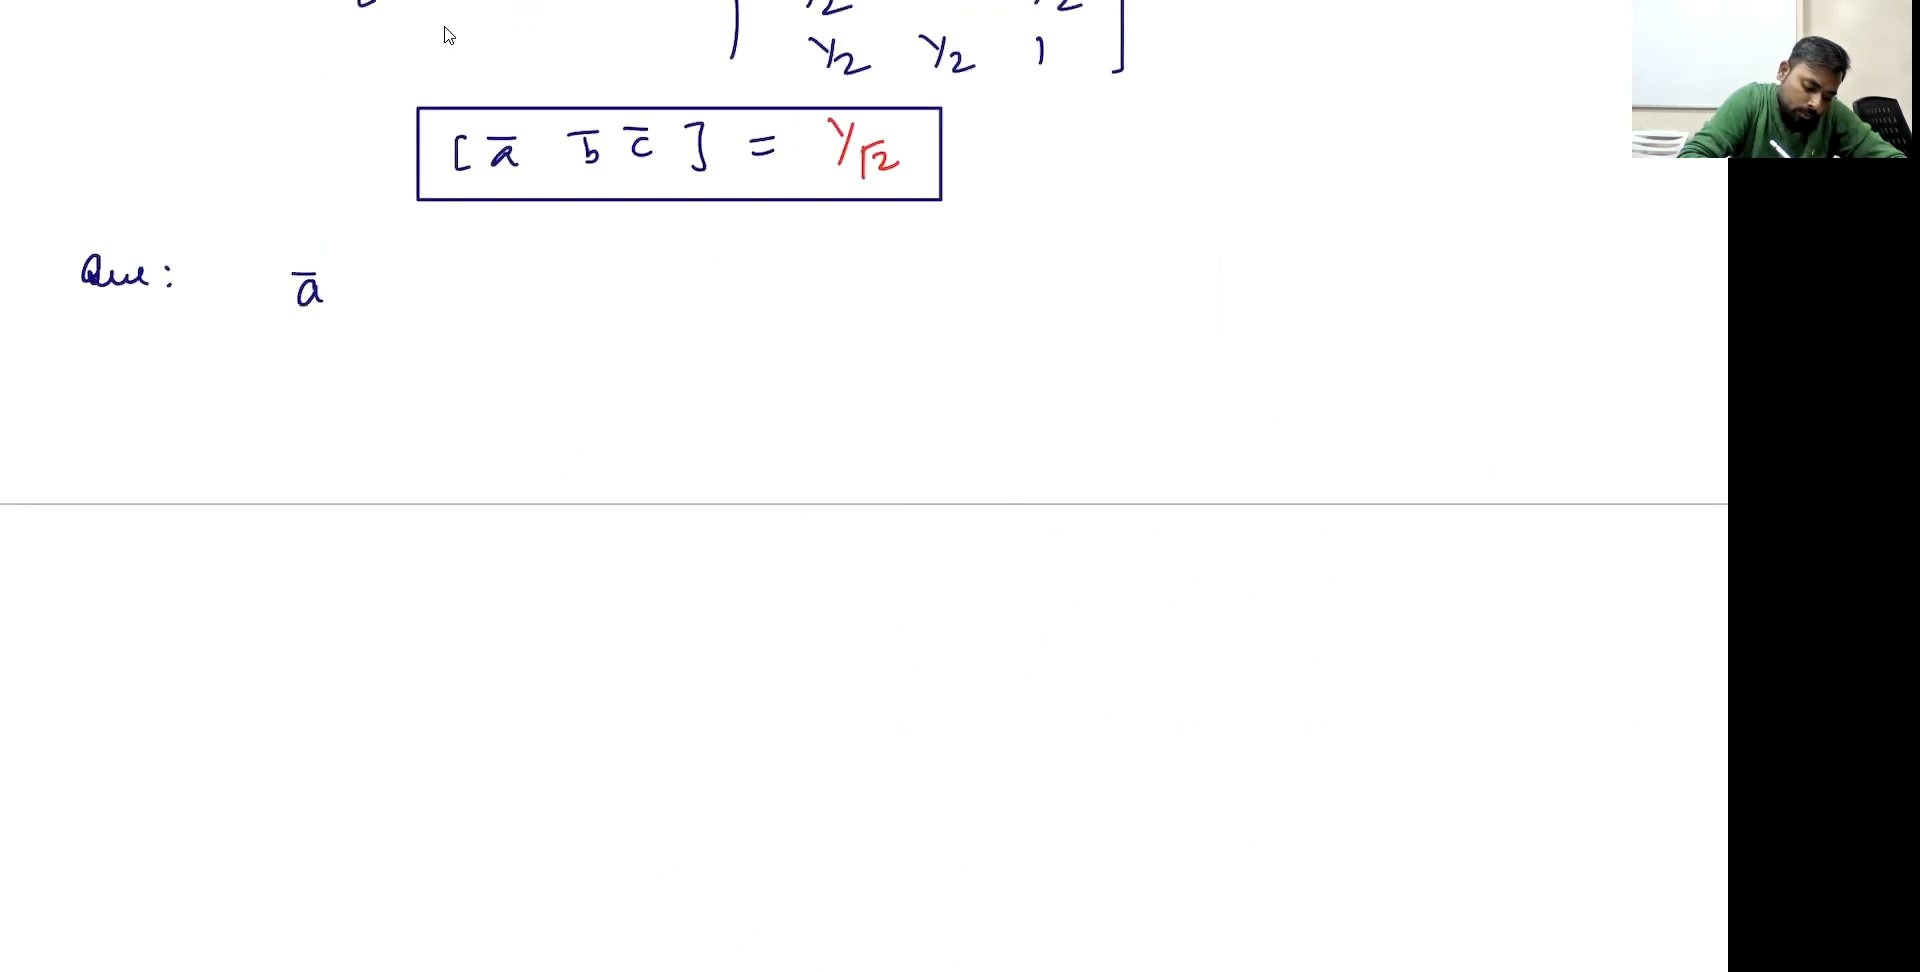 1/2 1/2 1 ]
[ a̅ b̅ c̅ ] = 1/√2
Que: a̅